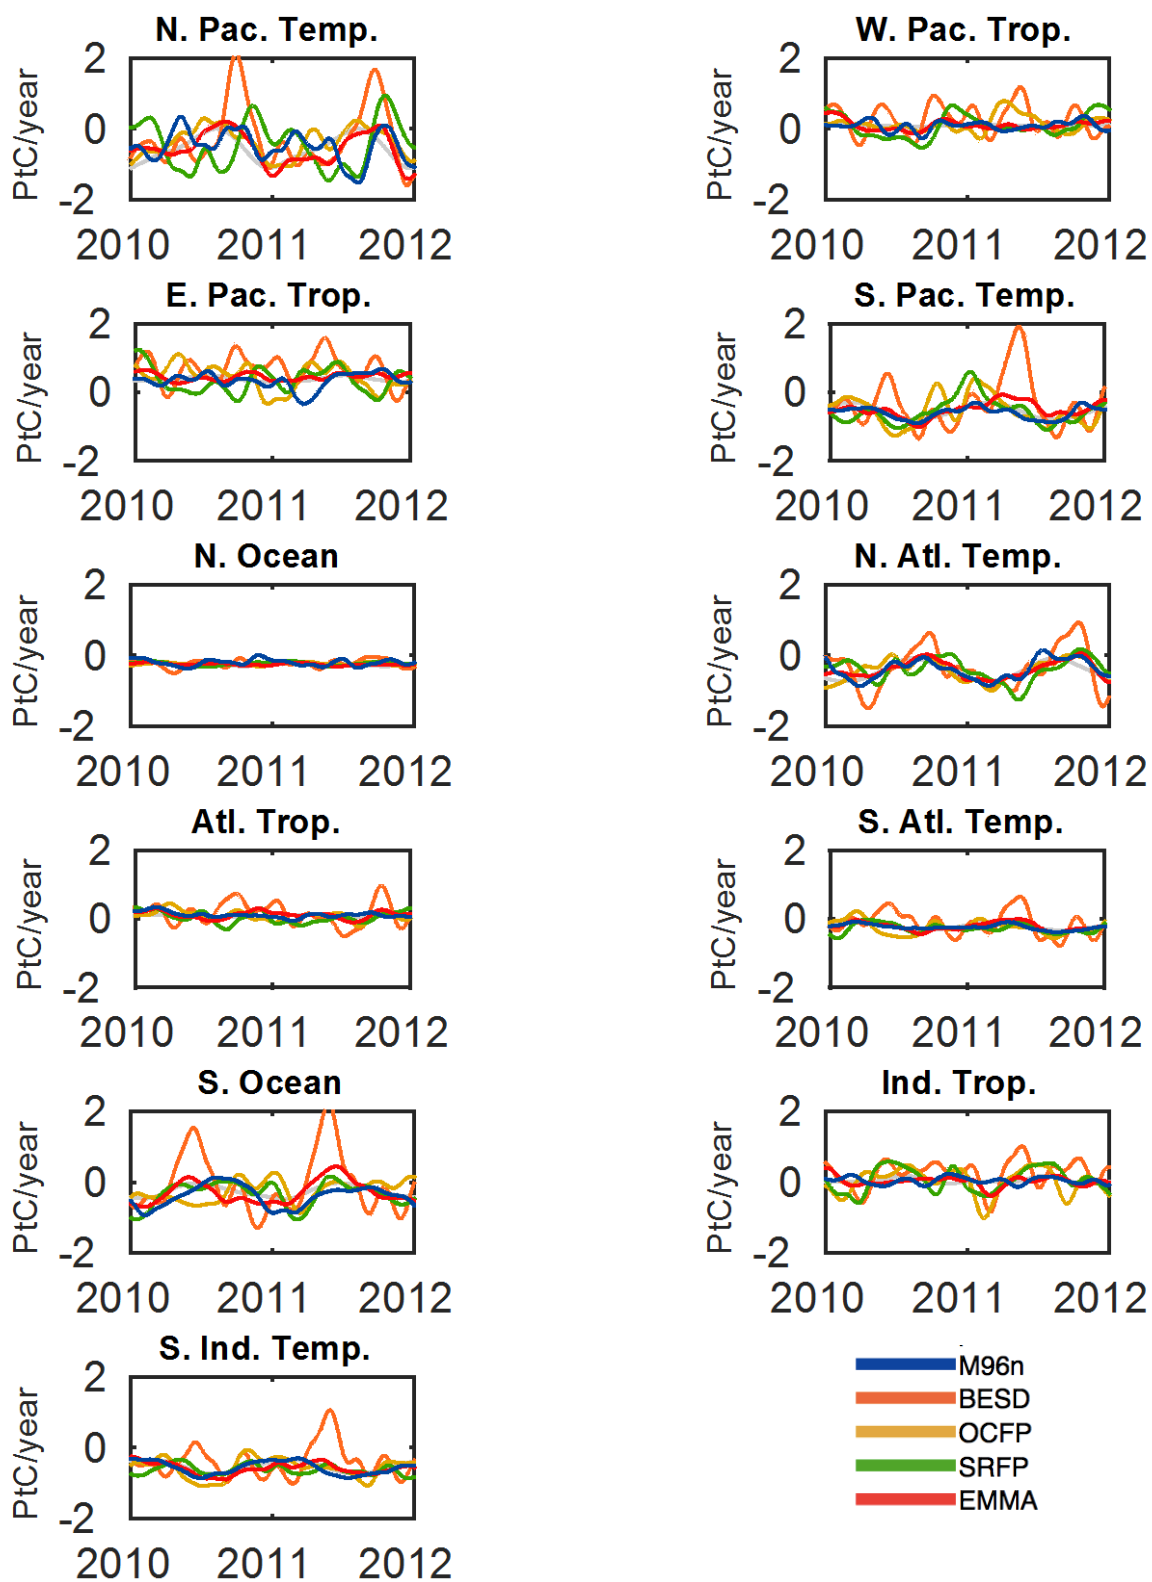 N. Pac. Temp.
PtC/year
2
0
-2
2010 2011 2012
W. Pac. Trop.
PtC/year
2
0
-2
2010 2011 2012
E. Pac. Trop.
PtC/year
2
0
-2
2010 2011 2012
S. Pac. Temp.
PtC/year
2
0
-2
2010 2011 2012
N. Ocean
PtC/year
2
0
-2
2010 2011 2012
N. Atl. Temp.
PtC/year
2
0
-2
2010 2011 2012
Atl. Trop.
PtC/year
2
0
-2
2010 2011 2012
S. Atl. Temp.
PtC/year
2
0
-2
2010 2011 2012
S. Ocean
PtC/year
2
0
-2
2010 2011 2012
Ind. Trop.
PtC/year
2
0
-2
2010 2011 2012
S. Ind. Temp.
PtC/year
2
0
-2
2010 2011 2012
M96n
BESD
OCFP
SRFP
EMMA